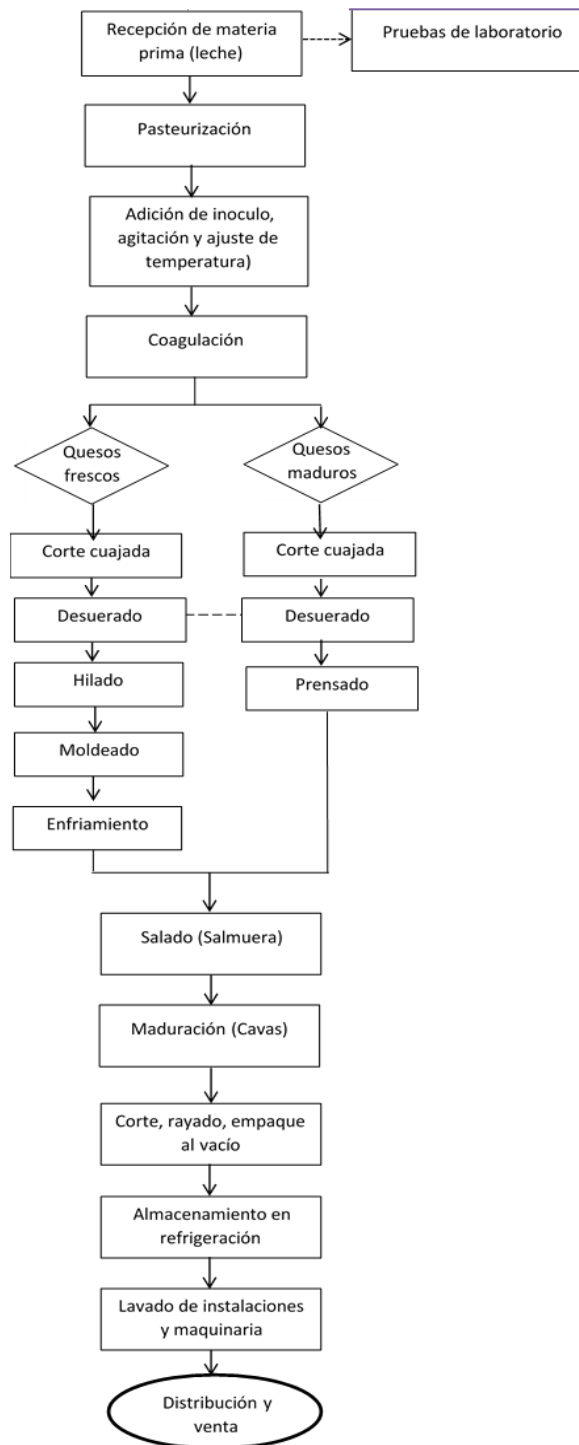 Recepción de materia
prima (leche)
Pruebas de laboratorio
Pasteurización
Adición de inoculo,
agitación y ajuste de
temperatura)
Coagulación
Quesos
frescos
Quesos
maduros
Corte cuajada
Corte cuajada
Desuerado
Desuerado
Hilado
Prensado
Moldeado
Enfriamiento
Salado (Salmuera)
Maduración (Cavas)
Corte, rayado, empaque
al vacío
Almacenamiento en
refrigeración
Lavado de instalaciones
y maquinaria
Distribución y
venta